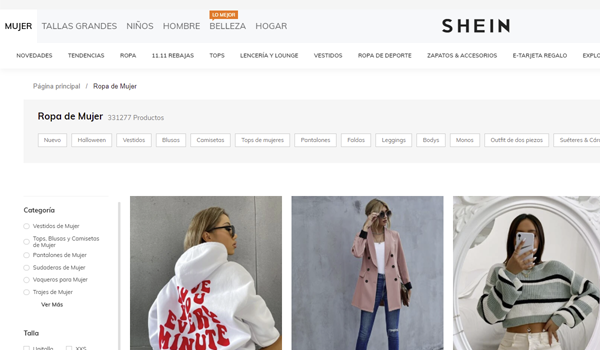 LO MEJOR
MUJER TALLAS GRANDES NIÑOS HOMBRE BELLEZA HOGAR
SHEIN
NOVEDADES TENDENCIAS ROPA 11.11 REBAJAS TOPS LENCERÍA Y LOUNGE VESTIDOS ROPA DE DEPORTE ZAPATOS & ACCESORIOS E-TARJETA REGALO EXPLO
Página principal / Ropa de Mujer
Ropa de Mujer 331277 Productos
Nuevo Halloween Vestidos Blusas Camisetas Tops de mujeres Pantalones Faldas Leggings Bodys Monos Outfit de dos piezas Suéteres & Cár
Categoría
Vestidos de Mujer
Tops, Blusas y Camisetas
de Mujer
Pantalones de Mujer
Sudaderas de Mujer
Vaqueros para Mujer
Trajes de Mujer
Ver Más
Talla
Unitalla XXS
YOU
EVERY
MINUTE